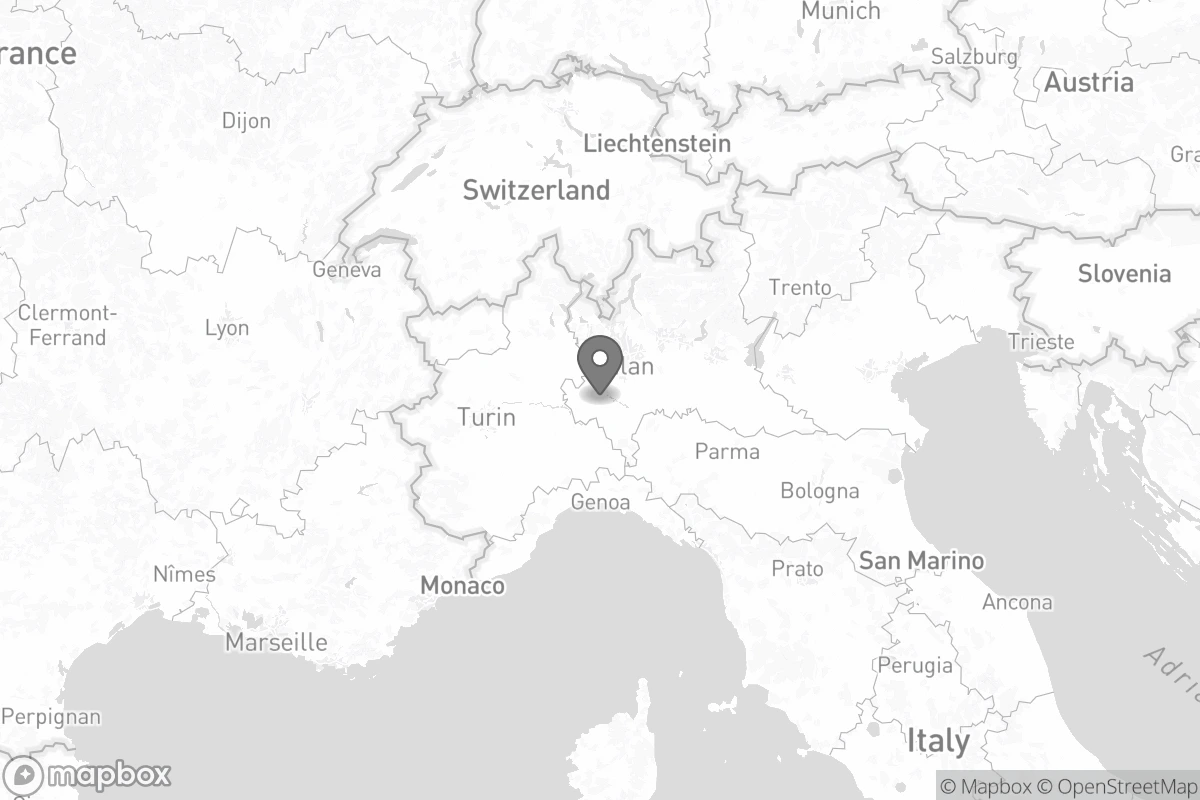 Munich
rance
Salzburg
Austria
Dijon
Liechtenstein
Gra
Switzerland
Geneva
Slovenia
Trento
Clermont-
Ferrand
Lyon
Trieste
lan
Turin
Parma
Bologna
Genoa
San Marino
Prato
Nîmes
Monaco
Ancona
Marseille
Perugia
Adria
Perpignan
Italy
mapbox
© Mapbox © OpenStreetMap